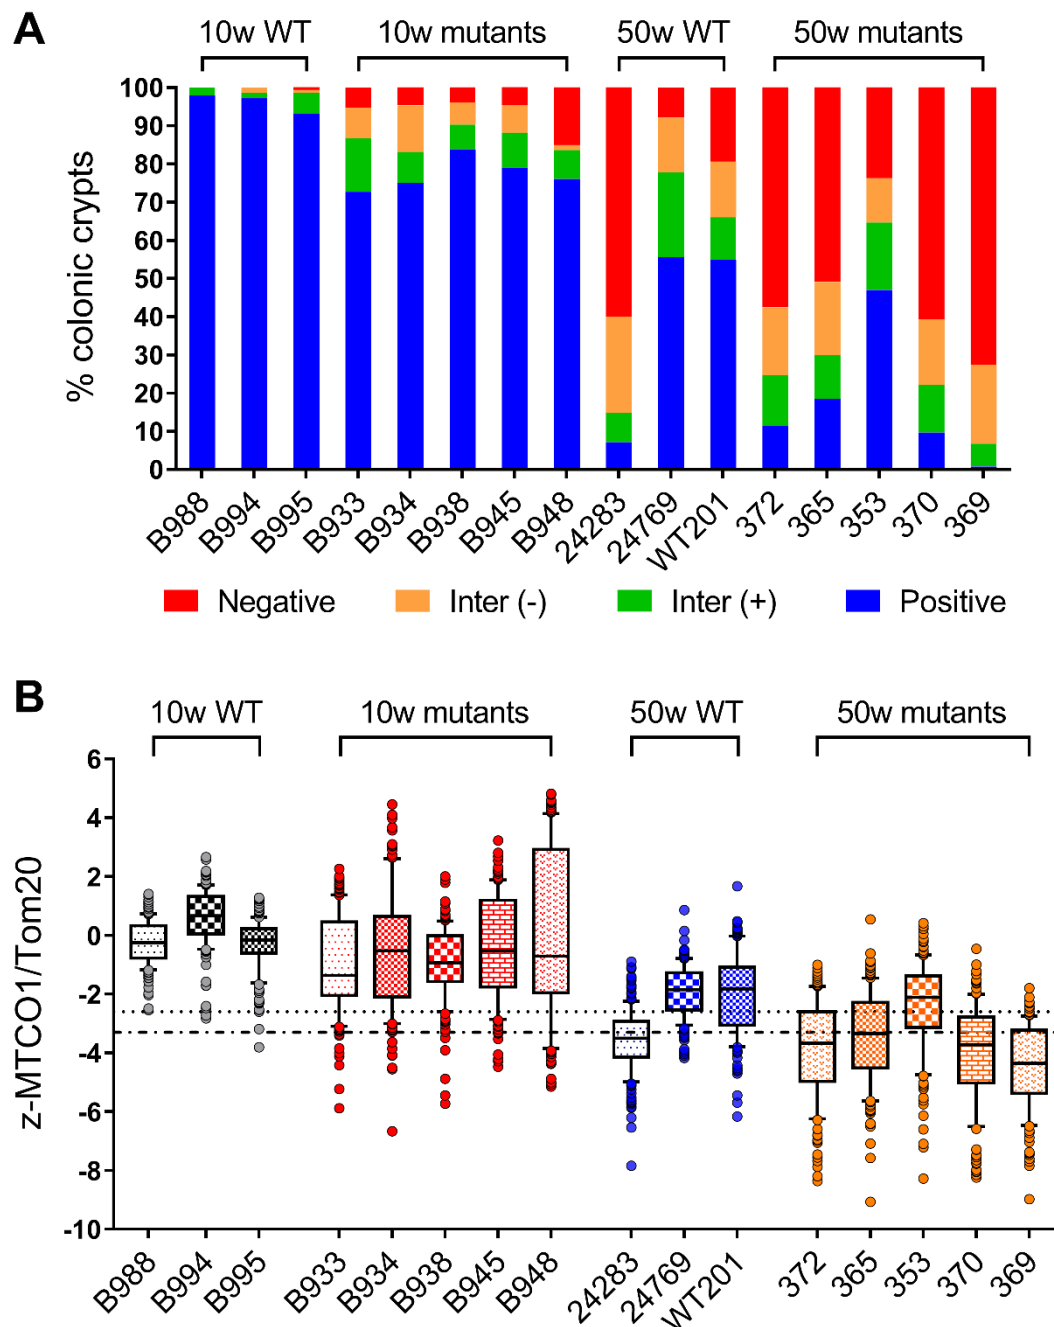 A
10w WT
10w mutants
50w WT
50w mutants
% colonic crypts
100
90
80
70
60
50
40
30
20
10
0
B988
B994
B995
B933
B934
B938
B945
B948
24283
24769
WT201
372
365
353
370
369
Negative
Inter (-)
Inter (+)
Positive
B
10w WT
10w mutants
50w WT
50w mutants
z-MTCO1/Tom20
6
4
2
0
-2
-4
-6
-8
-10
B988
B994
B995
B933
B934
B938
B945
B948
24283
24769
WT201
372
365
353
370
369